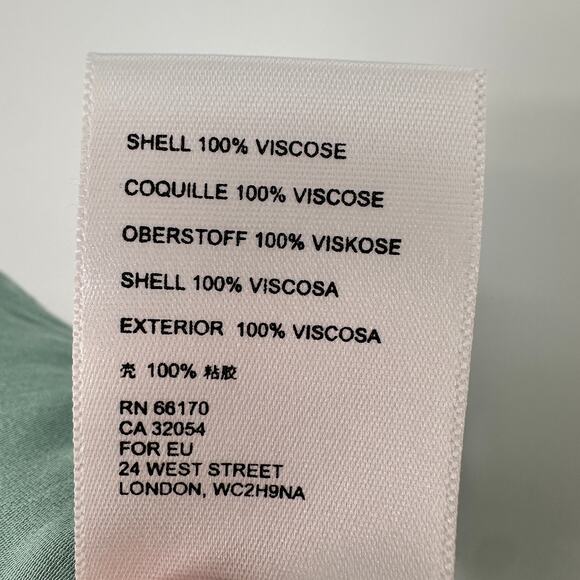 SHELL 100% VISCOSE
COQUILLE 100% VISCOSE
OBERSTOFF 100% VISKOSE
SHELL 100% VISCOSA
EXTERIOR 100% VISCOSA
壳 100% 粘胶
RN 66170
CA 32054
FOR EU
24 WEST STREET
LONDON, WC2H9NA